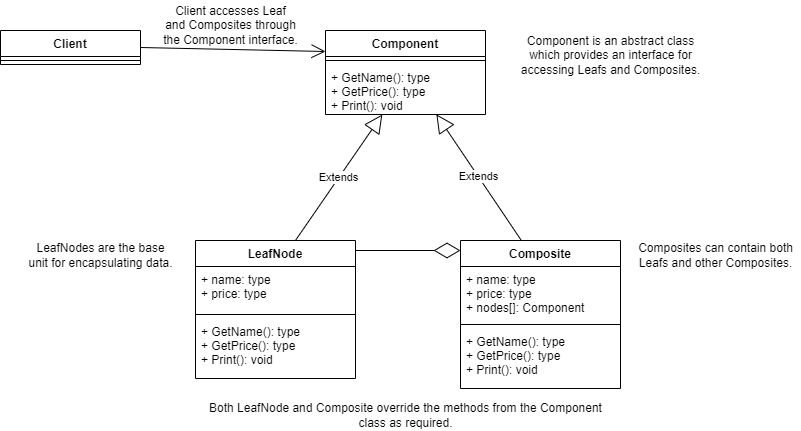 Client accesses Leaf
and Composites through
the Component interface.
Client
Component
+ GetName(): type
+ GetPrice(): type
+ Print(): void
Component is an abstract class
which provides an interface for
accessing Leafs and Composites.
Extends
Extends
LeafNodes are the base
unit for encapsulating data.
LeafNode
+ name: type
+ price: type
+ GetName(): type
+ GetPrice(): type
+ Print(): void
Composite
+ name: type
+ price: type
+ nodes[]: Component
+ GetName(): type
+ GetPrice(): type
+ Print(): void
Composites can contain both
Leafs and other Composites.
Both LeafNode and Composite override the methods from the Component
class as required.